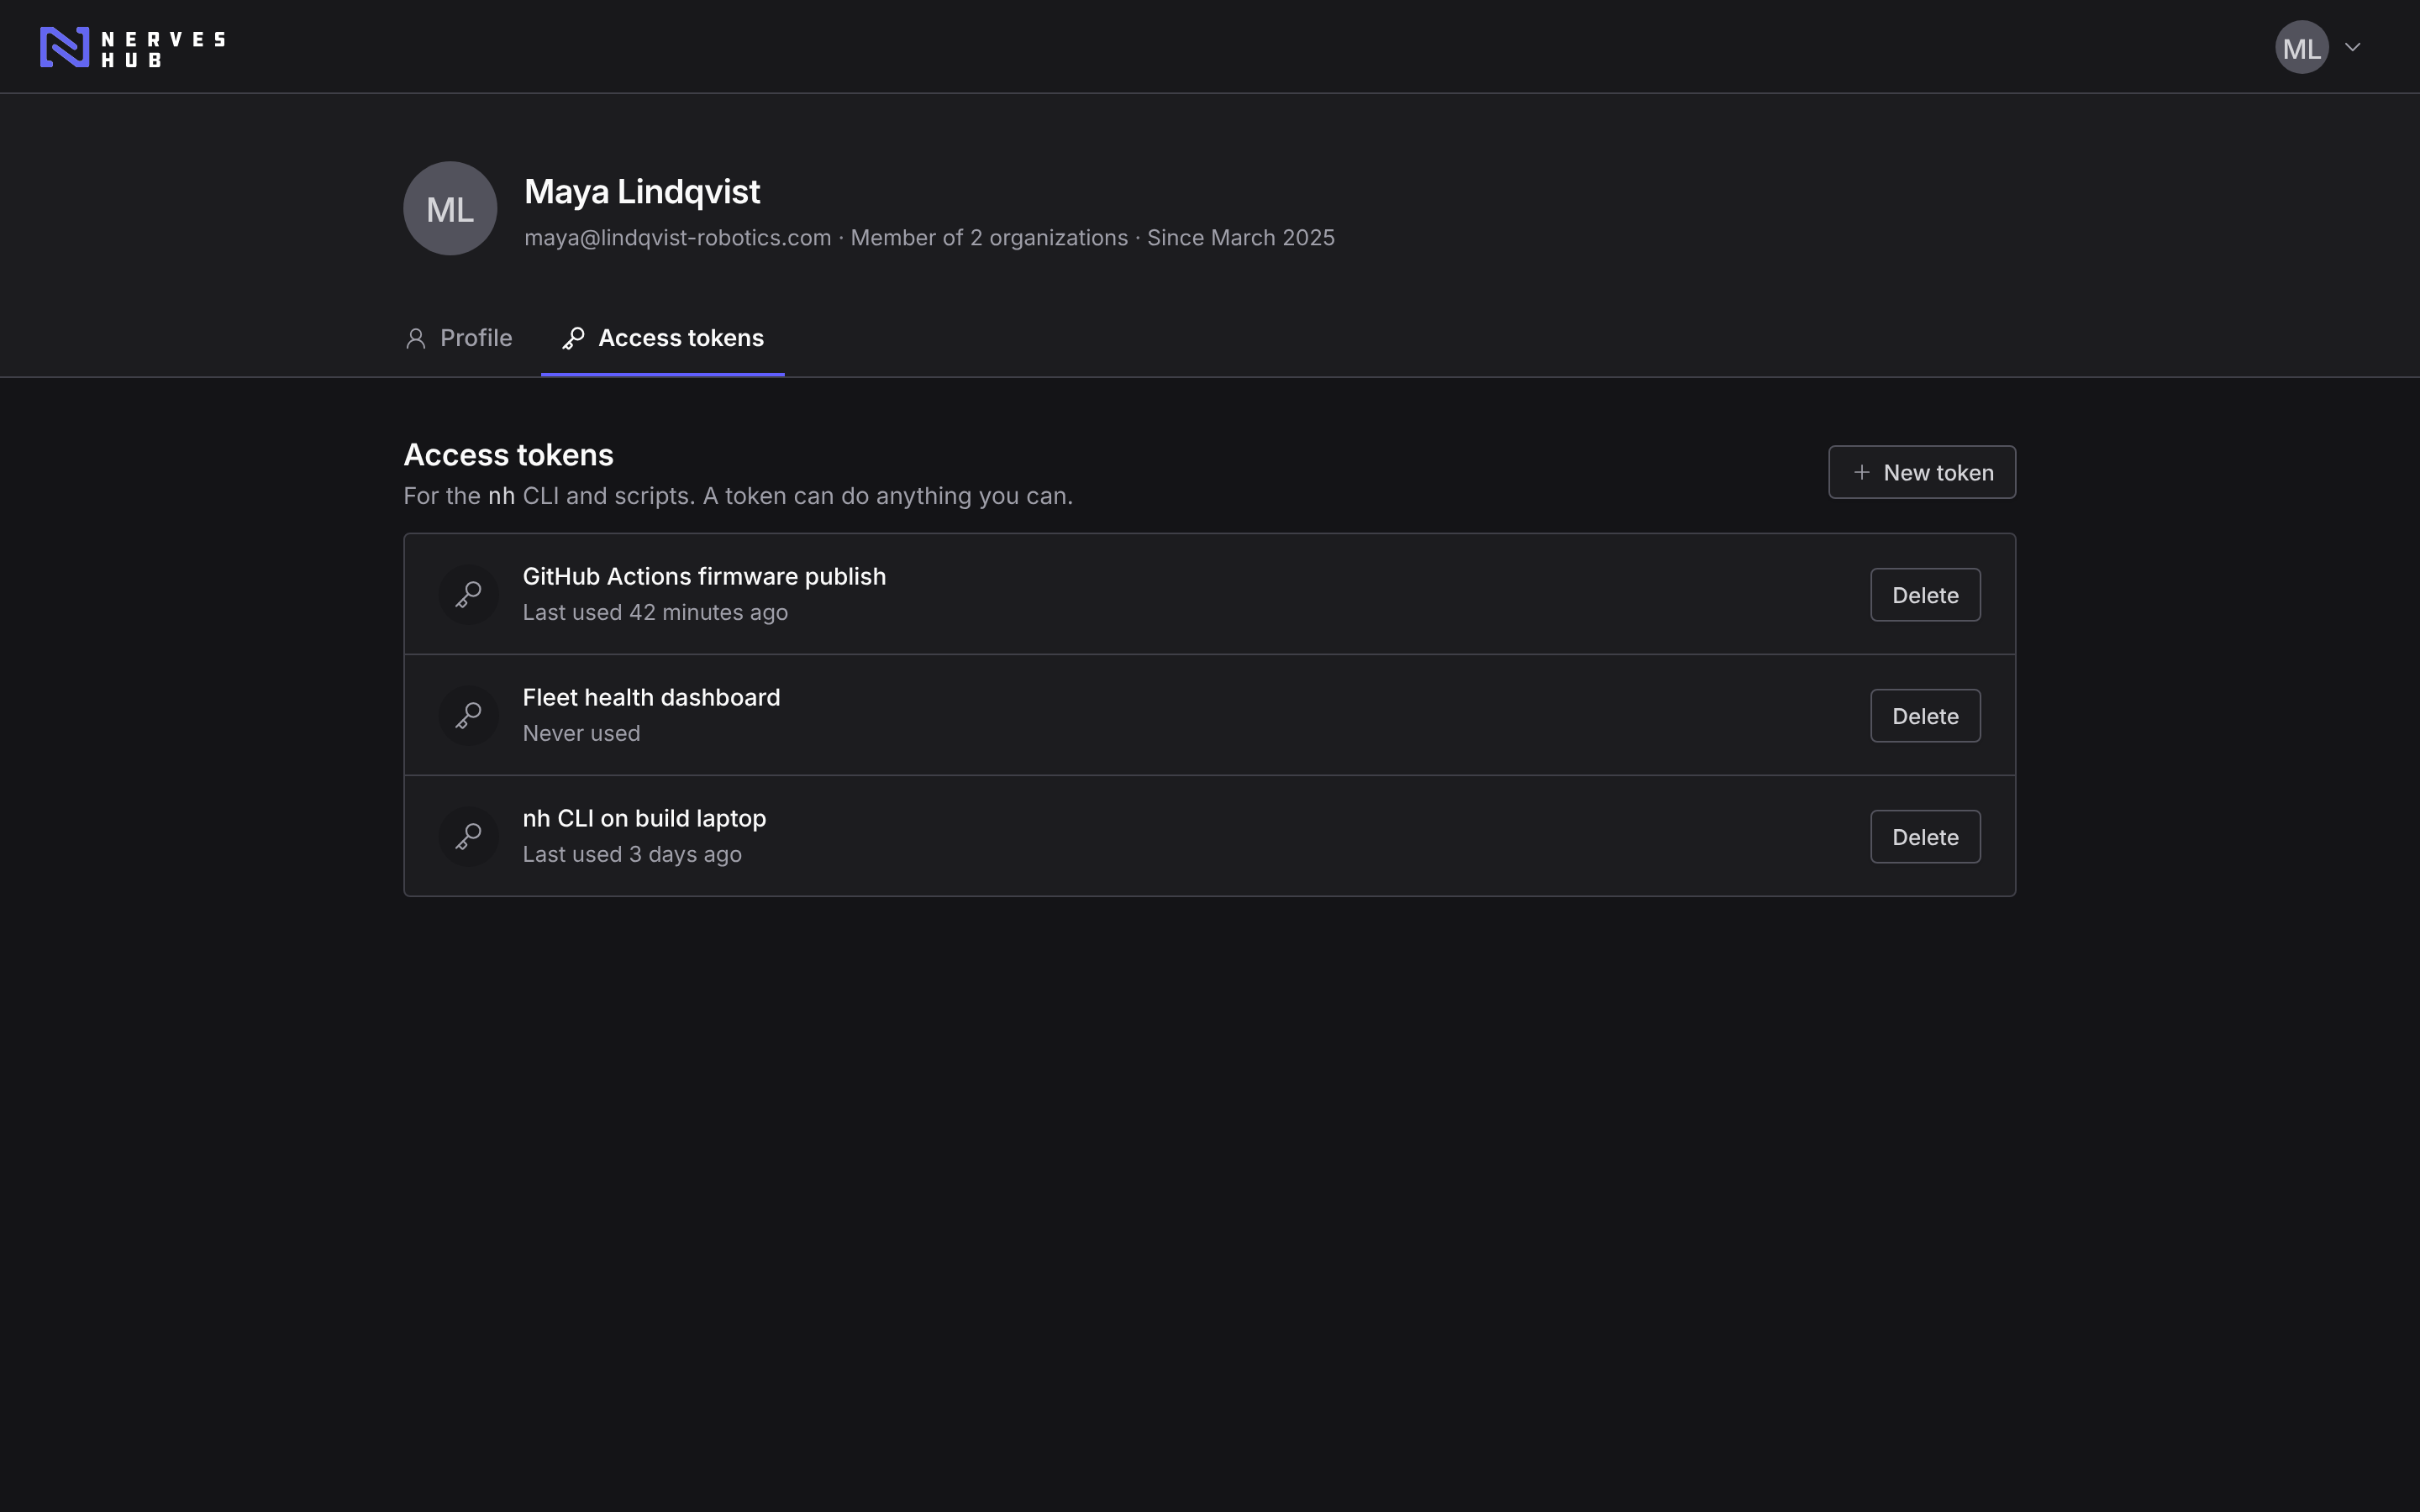 NERVES
HUB
ML
ML
Maya Lindqvist
maya@lindqvist-robotics.com · Member of 2 organizations · Since March 2025
Profile
Access tokens
Access tokens
For the nh CLI and scripts. A token can do anything you can.
New token
GitHub Actions firmware publish
Last used 42 minutes ago
Delete
Fleet health dashboard
Never used
Delete
nh CLI on build laptop
Last used 3 days ago
Delete